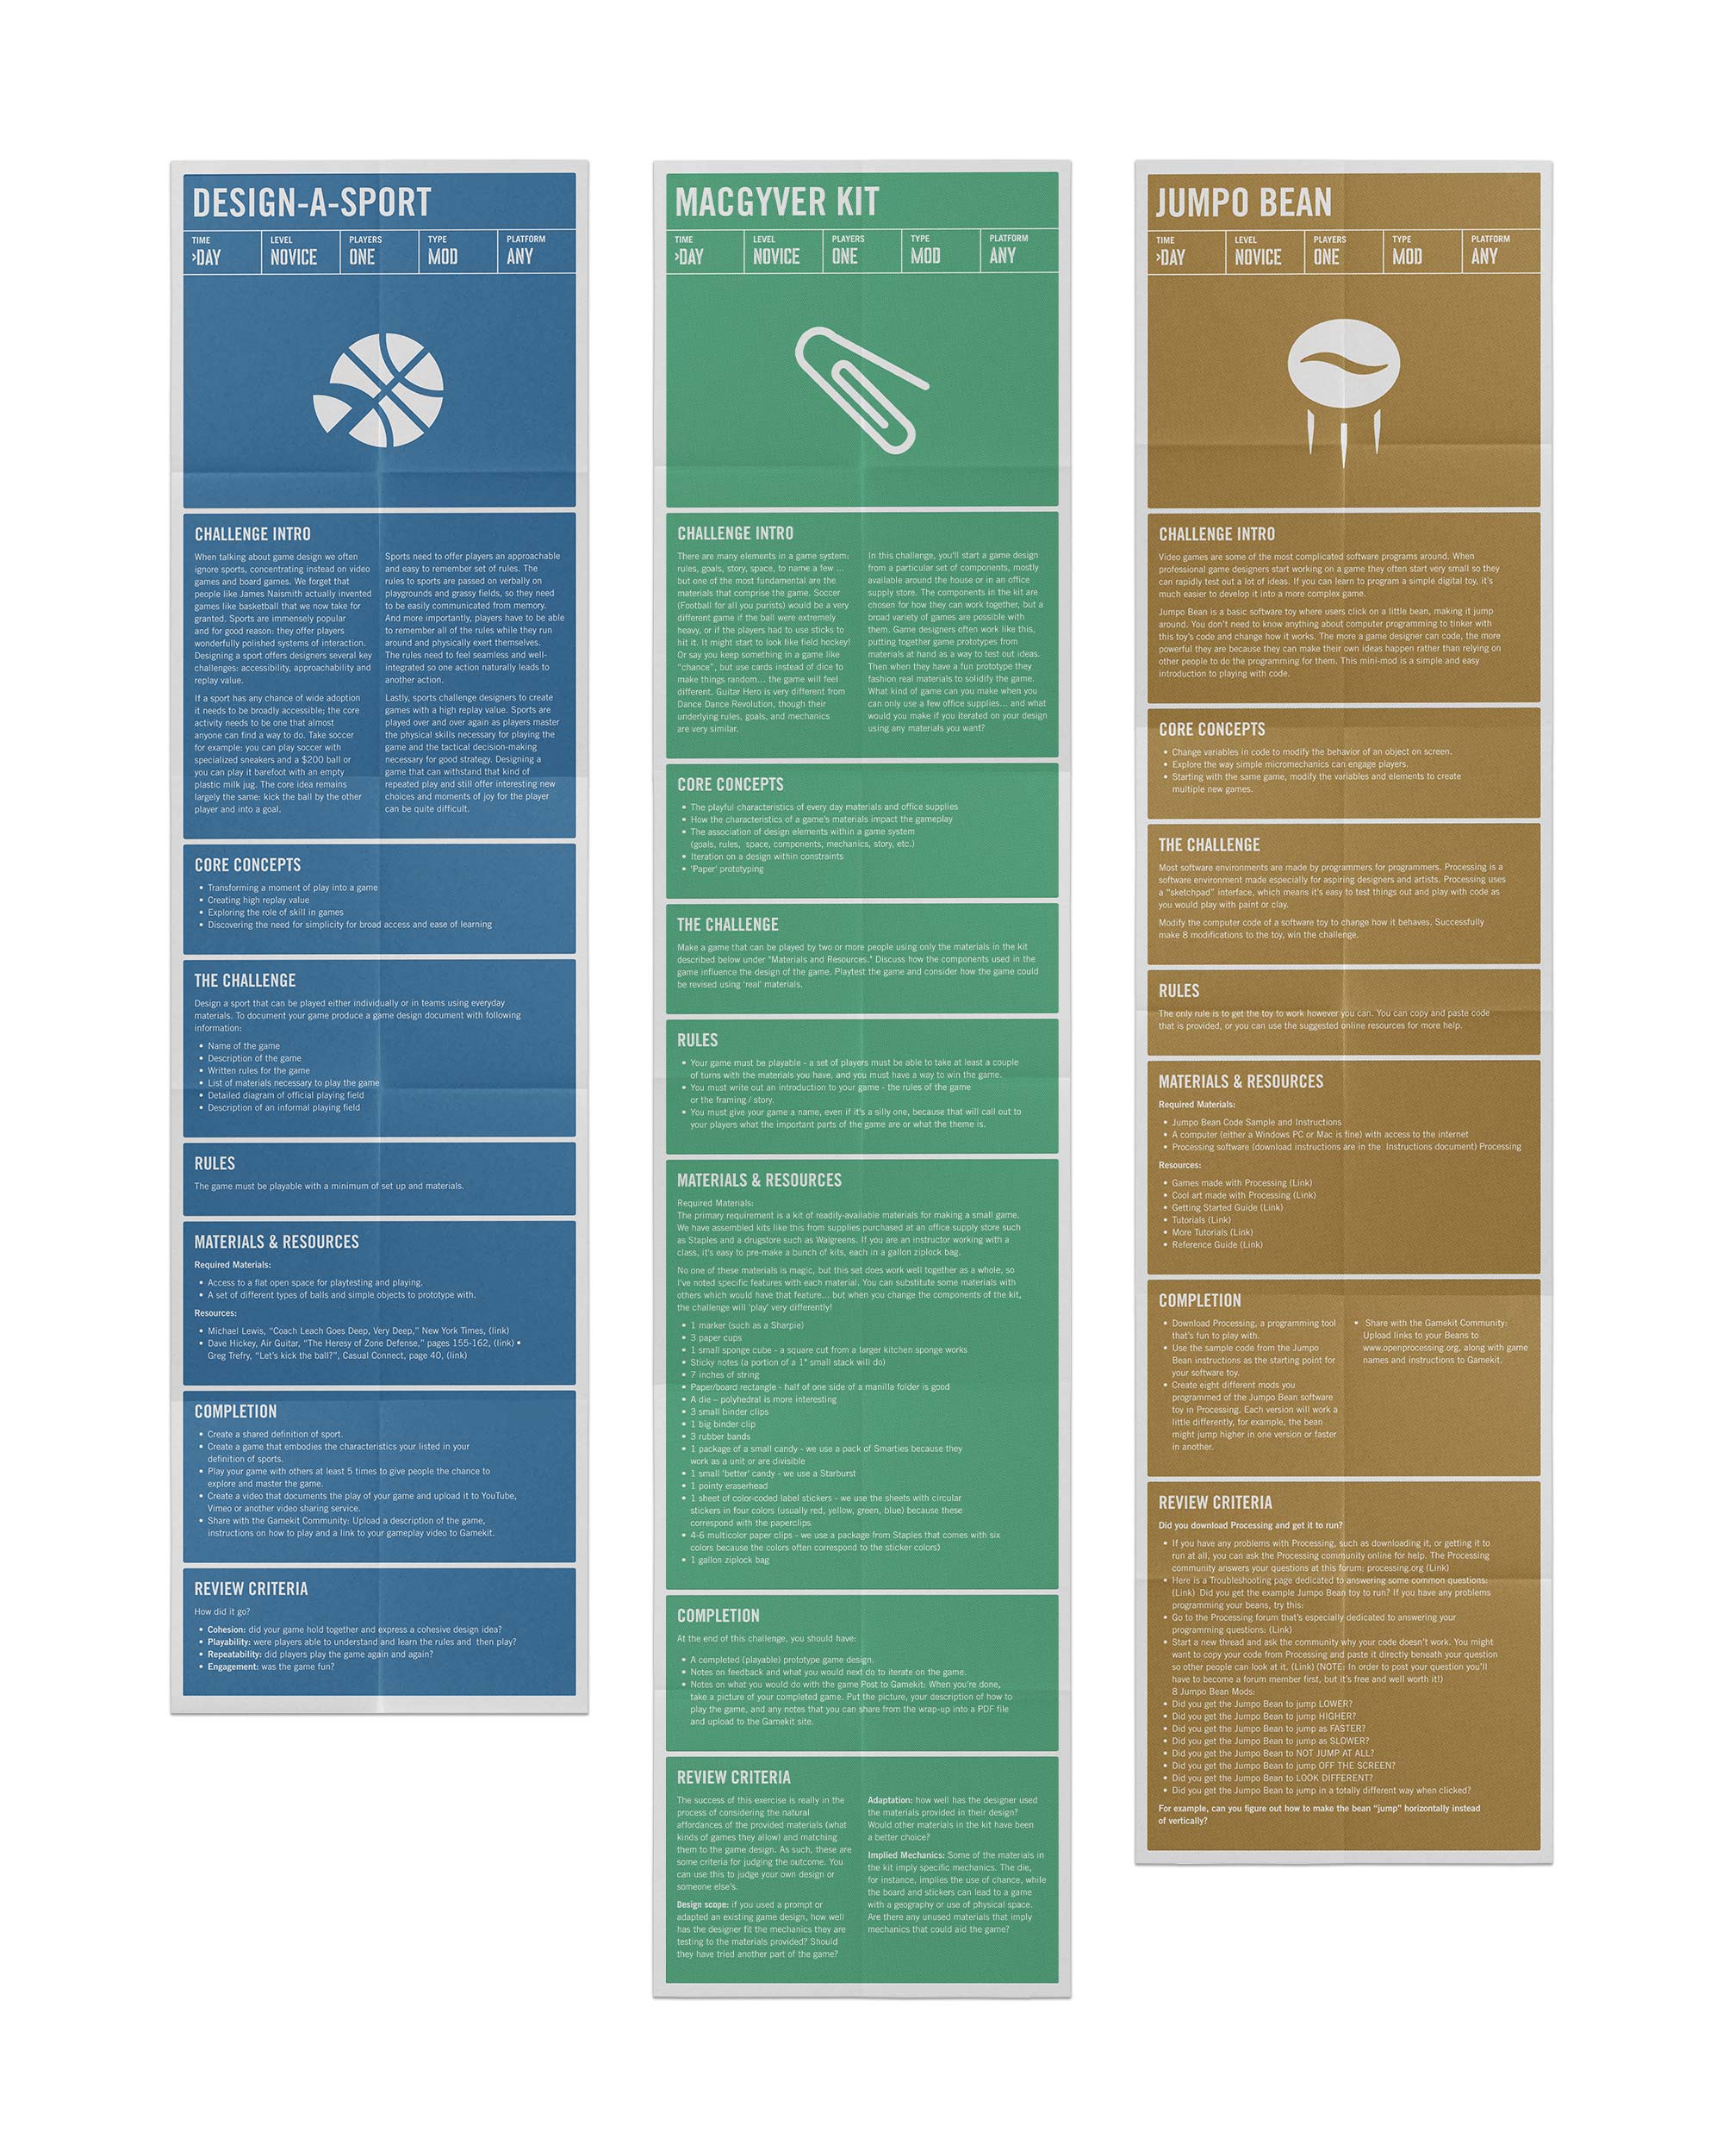 DESIGN-A-SPORT
TIME
>DAY
LEVEL
NOVICE
PLAYERS
ONE
TYPE
MOD
PLATFORM
ANY
CHALLENGE INTRO
When talking about game design we often
ignore sports, concentrating instead on video
games and board games. We forget that
people like James Naismith actually invented
games like basketball that we now take for
granted. Sports are immensely popular
and for good reason: they offer players
wonderfully polished systems of interaction.
Designing a sport offers designers several key
challenges: accessibility, approachability and
replay value.
If a sport has any chance of wide adoption
it needs to be broadly accessible; the core
activity needs to be one that almost
anyone can find a way to do. Take soccer
for example: you can play soccer with
specialized sneakers and a $200 ball or
you can play it barefoot with an empty
plastic milk jug. The core idea remains
largely the same: kick the ball by the other
player and into a goal.
Sports need to offer players an approachable
and easy to remember set of rules. The
rules to sports are passed on verbally on
playgrounds and grassy fields, so they need
to be easily communicated from memory.
And more importantly, players have to be able
to remember all of the rules while they run
around and physically exert themselves.
The rules need to feel seamless and well-
integrated so one action naturally leads to
another action.
Lastly, sports challenge designers to create
games with a high replay value. Sports are
played over and over again as players master
the physical skills necessary for playing the
game and the tactical decision-making
necessary for good strategy. Designing a
game that can withstand that kind of
repeated play and still offer interesting new
choices and moments of joy for the player
can be quite difficult.
CORE CONCEPTS
• Transforming a moment of play into a game
• Creating high replay value
• Exploring the role of skill in games
• Discovering the need for simplicity for broad access and ease of learning
THE CHALLENGE
Design a sport that can be played either individually or in teams using everyday
materials. To document your game produce a game design document with following
information:
• Name of the game
• Description of the game
• Written rules for the game
• List of materials necessary to play the game
• Detailed diagram of official playing field
• Description of an informal playing field
RULES
The game must be playable with a minimum of set up and materials.
MATERIALS & RESOURCES
Required Materials:
• Access to a flat open space for playtesting and playing.
• A set of different types of balls and simple objects to prototype with.
Resources:
• Michael Lewis, “Coach Leach Goes Deep, Very Deep,” New York Times, (link)
• Dave Hickey, Air Guitar, “The Heresy of Zone Defense,” pages 155-162, (link) •
Greg Trefry, “Let’s kick the ball?”, Casual Connect, page 40, (link)
COMPLETION
• Create a shared definition of sport.
• Create a game that embodies the characteristics your listed in your
definition of sports.
• Play your game with others at least 5 times to give people the chance to
explore and master the game.
• Create a video that documents the play of your game and upload it to YouTube,
Vimeo or another video sharing service.
• Share with the Gamekit Community: Upload a description of the game,
instructions on how to play and a link to your gameplay video to Gamekit.
REVIEW CRITERIA
How did it go?
• Cohesion: did your game hold together and express a cohesive design idea?
• Playability: were players able to understand and learn the rules and then play?
• Repeatability: did players play the game again and again?
• Engagement: was the game fun?
MACGYVER KIT
TIME
>DAY
LEVEL
NOVICE
PLAYERS
ONE
TYPE
MOD
PLATFORM
ANY
CHALLENGE INTRO
There are many elements in a game system:
rules, goals, story, space, to name a few ...
but one of the most fundamental are the
materials that comprise the game. Soccer
(Football for all you purists) would be a very
different game if the ball were extremely
heavy, or if the players had to use sticks to
hit it. It might start to look like field hockey!
Or say you keep something in a game like
“chance”, but use cards instead of dice to
make things random... the game will feel
different. Guitar Hero is very different from
Dance Dance Revolution, though their
underlying rules, goals, and mechanics
are very similar.
In this challenge, you’ll start a game design
from a particular set of components, mostly
available around the house or in an office
supply store. The components in the kit are
chosen for how they can work together, but a
broad variety of games are possible with
them. Game designers often work like this,
putting together game prototypes from
materials at hand as a way to test out ideas.
Then when they have a fun prototype they
fashion real materials to solidify the game.
What kind of game can you make when you
can only use a few office supplies... and what
would you make if you iterated on your design
using any materials you want?
CORE CONCEPTS
• The playful characteristics of every day materials and office supplies
• How the characteristics of a game’s materials impact the gameplay
• The association of design elements within a game system
(goals, rules, space, components, mechanics, story, etc.)
• Iteration on a design within constraints
• ‘Paper’ prototyping
THE CHALLENGE
Make a game that can be played by two or more people using only the materials in the kit
described below under "Materials and Resources." Discuss how the components used in the
game influence the design of the game. Playtest the game and consider how the game could
be revised using ‘real’ materials.
RULES
• Your game must be playable - a set of players must be able to take at least a couple
of turns with the materials you have, and you must have a way to win the game.
• You must write out an introduction to your game - the rules of the game
or the framing / story.
• You must give your game a name, even if it’s a silly one, because that will call out to
your players what the important parts of the game are or what the theme is.
MATERIALS & RESOURCES
Required Materials:
The primary requirement is a kit of readily-available materials for making a small game.
We have assembled kits like this from supplies purchased at an office supply store such
as Staples and a drugstore such as Walgreens. If you are an instructor working with a
class, it’s easy to pre-make a bunch of kits, each in a gallon ziplock bag.
No one of these materials is magic, but this set does work well together as a whole, so
I’ve noted specific features with each material. You can substitute some materials with
others which would have that feature... but when you change the components of the kit,
the challenge will ‘play’ very differently!
• 1 marker (such as a Sharpie)
• 3 paper cups
• 1 small sponge cube - a square cut from a larger kitchen sponge works
• Sticky notes (a portion of a 1" small stack will do)
• 7 inches of string
• Paper/board rectangle - half of one side of a manilla folder is good
• A die – polyhedral is more interesting
• 3 small binder clips
• 1 big binder clip
• 3 rubber bands
• 1 package of a small candy - we use a pack of Smarties because they
work as a unit or are divisible
• 1 small ‘better’ candy - we use a Starburst
• 1 pointy eraserhead
• 1 sheet of color-coded label stickers - we use the sheets with circular
stickers in four colors (usually red, yellow, green, blue) because these
correspond with the paperclips.
• 4-6 multicolor paper clips - we use a package from Staples that comes with six
colors because the colors often correspond to the sticker colors)
• 1 gallon ziplock bag
COMPLETION
At the end of this challenge, you should have:
• A completed (playable) prototype game design.
• Notes on feedback and what you would next do to iterate on the game.
• Notes on what you would do with the game Post to Gamekit: When you’re done,
take a picture of your completed game. Put the picture, your description of how to
play the game, and any notes that you can share from the wrap-up into a PDF file
and upload to the Gamekit site.
REVIEW CRITERIA
The success of this exercise is really in the
process of considering the natural
affordances of the provided materials (what
kinds of games they allow) and matching
them to the game design. As such, these are
some criteria for judging the outcome. You
can use this to judge your own design or
someone else’s.
Design scope: if you used a prompt or
adapted an existing game design, how well
has the designer fit the mechanics they are
testing to the materials provided? Should
they have tried another part of the game?
Adaptation: how well has the designer used
the materials provided in their design?
Would other materials in the kit have been
a better choice?
Implied Mechanics: Some of the materials in
the kit imply specific mechanics. The die,
for instance, implies the use of chance, while
the board and stickers can lead to a game
with a geography or use of physical space.
Are there any unused materials that imply
mechanics that could aid the game?
JUMPO BEAN
TIME
>DAY
LEVEL
NOVICE
PLAYERS
ONE
TYPE
MOD
PLATFORM
ANY
CHALLENGE INTRO
Video games are some of the most complicated software programs around. When
professional game designers start working on a game they often start very small so they
can rapidly test out a lot of ideas. If you can learn to program a simple digital toy, it’s
much easier to develop it into a more complex game.
Jumpo Bean is a basic software toy where users click on a little bean, making it jump
around. You don’t need to know anything about computer programming to tinker with
this toy’s code and change how it works. The more a game designer can code, the more
powerful they are because they can make their own ideas happen rather than relying on
other people to do the programming for them. This mini-mod is a simple and easy
introduction to playing with code.
CORE CONCEPTS
• Change variables in code to modify the behavior of an object on screen.
• Explore the way simple micromechanics can engage players.
• Starting with the same game, modify the variables and elements to create
multiple new games.
THE CHALLENGE
Most software environments are made by programmers for programmers. Processing is a
software environment made especially for aspiring designers and artists. Processing uses
a “sketchpad” interface, which means it’s easy to test things out and play with code as
you would play with paint or clay.
Modify the computer code of a software toy to change how it behaves. Successfully
make 8 modifications to the toy, win the challenge.
RULES
The only rule is to get the toy to work however you can. You can copy and paste code
that is provided, or you can use the suggested online resources for more help.
MATERIALS & RESOURCES
Required Materials:
• Jumpo Bean Code Sample and Instructions
• A computer (either a Windows PC or Mac is fine) with access to the internet
• Processing software (download instructions are in the Instructions document) Processing
Resources:
• Games made with Processing (Link)
• Cool art made with Processing (Link)
• Getting Started Guide (Link)
• Tutorials (Link)
• More Tutorials (Link)
• Reference Guide (Link)
COMPLETION
• Download Processing, a programming tool
that’s fun to play with.
• Use the sample code from the Jumpo
Bean instructions as the starting point for
your software toy.
• Create eight different mods you
programmed of the Jumpo Bean software
toy in Processing. Each version will work a
little differently, for example, the bean
might jump higher in one version or faster
in another.
• Share with the Gamekit Community:
Upload links to your Beans to
www.openprocessing.org, along with game
names and instructions to Gamekit.
REVIEW CRITERIA
Did you download Processing and get it to run?
• If you have any problems with Processing, such as downloading it, or getting it to
run at all, you can ask the Processing community online for help. The Processing
community answers your questions at this forum: processing.org (Link)
• Here is a Troubleshooting page dedicated to answering some common questions:
(Link) Did you get the example Jumpo Bean toy to run? If you have any problems
programming your beans, try this:
• Go to the Processing forum that’s especially dedicated to answering your
programming questions: (Link)
• Start a new thread and ask the community why your code doesn’t work. You might
want to copy your code from Processing and paste it directly beneath your question
so other people can look at it. (Link) (NOTE: In order to post your question you’ll
have to become a forum member first, but it’s free and well worth it!)
8 Jumpo Bean Mods:
• Did you get the Jumpo Bean to jump LOWER?
• Did you get the Jumpo Bean to jump HIGHER?
• Did you get the Jumpo Bean to jump as FASTER?
• Did you get the Jumpo Bean to jump as SLOWER?
• Did you get the Jumpo Bean to NOT JUMP AT ALL?
• Did you get the Jumpo Bean to jump OFF THE SCREEN?
• Did you get the Jumpo Bean to LOOK DIFFERENT?
• Did you get the Jumpo Bean to jump in a totally different way when clicked?
For example, can you figure out how to make the bean “jump” horizontally instead
of vertically?